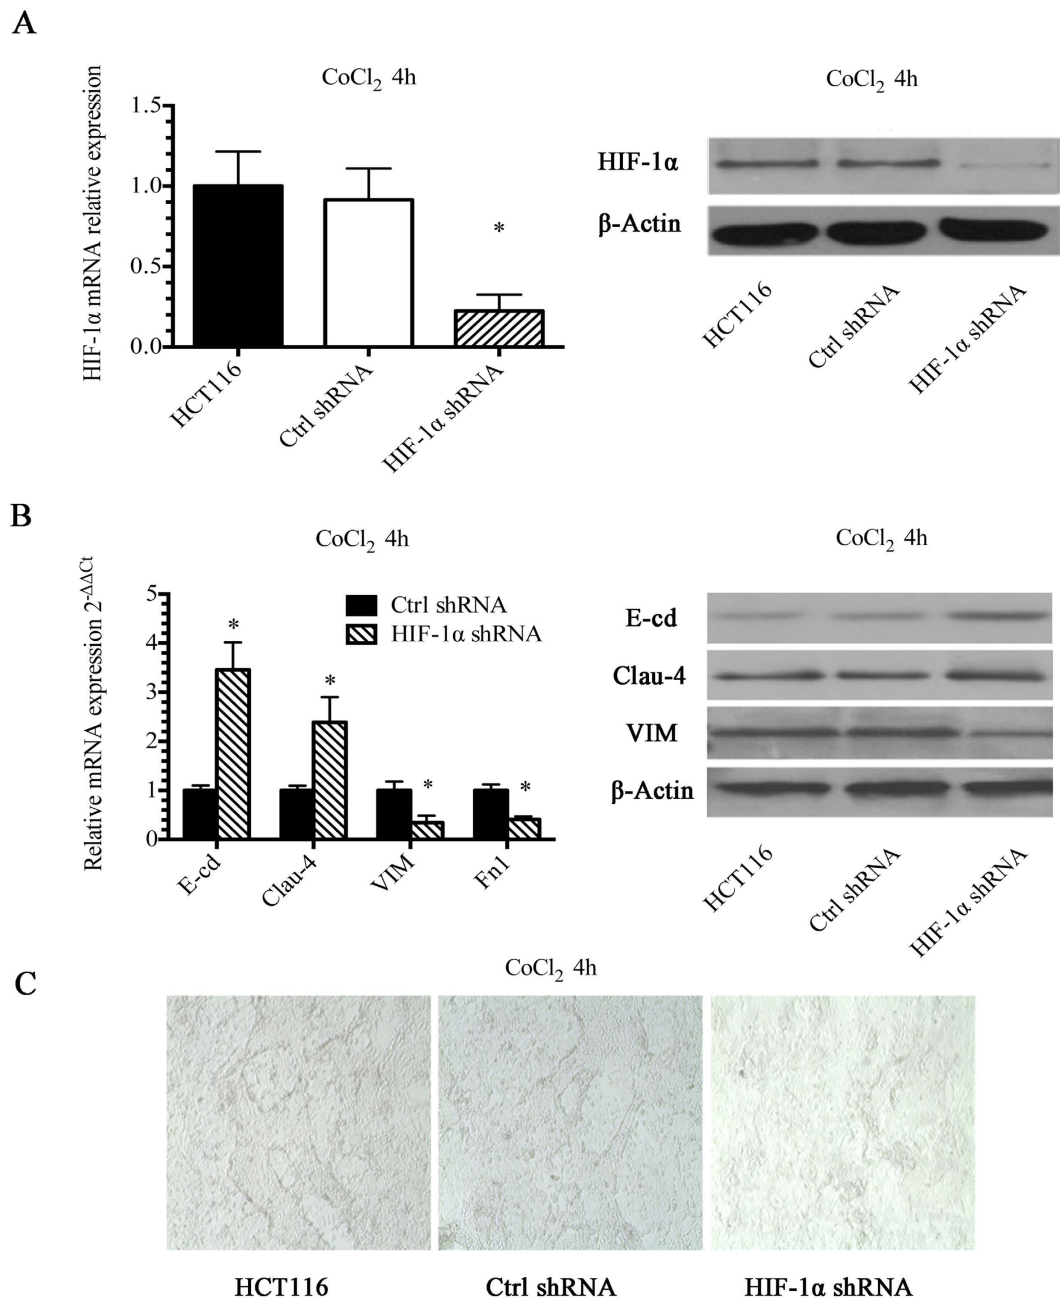 A
CoCl2 4h
HIF-1α mRNA relative expression
1.5
1.0
0.5
0.0
*
HCT116
Ctrl shRNA
HIF-1α shRNA
CoCl2 4h
HIF-1α
β-Actin
HCT116
Ctrl shRNA
HIF-1α shRNA
B
CoCl2 4h
Relative mRNA expression 2-ΔΔCt
5
4
3
2
1
0
Ctrl shRNA
HIF-1α shRNA
*
*
*
*
E-cd
Clau-4
VIM
Fn1
CoCl2 4h
E-cd
Clau-4
VIM
β-Actin
HCT116
Ctrl shRNA
HIF-1α shRNA
C
CoCl2 4h
HCT116
Ctrl shRNA
HIF-1α shRNA